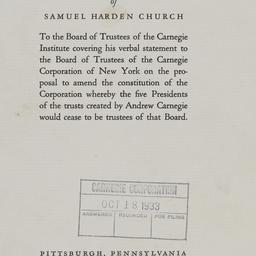 of
SAMUEL HARDEN CHURCH
To the Board of Trustees of the Carnegie
Institute covering his verbal statement to
the Board of Trustees of the Carnegie
Corporation of New York on the pro-
posal to amend the constitution of the
Corporation whereby the five Presidents
of the trusts created by Andrew Carnegie
would cease to be trustees of that Board.
CARNEGIE CORPORATION
OCT 18 1933
ANSWERED RECORDED FOR FILING
PITTSBURGH, PENNSYLVANIA